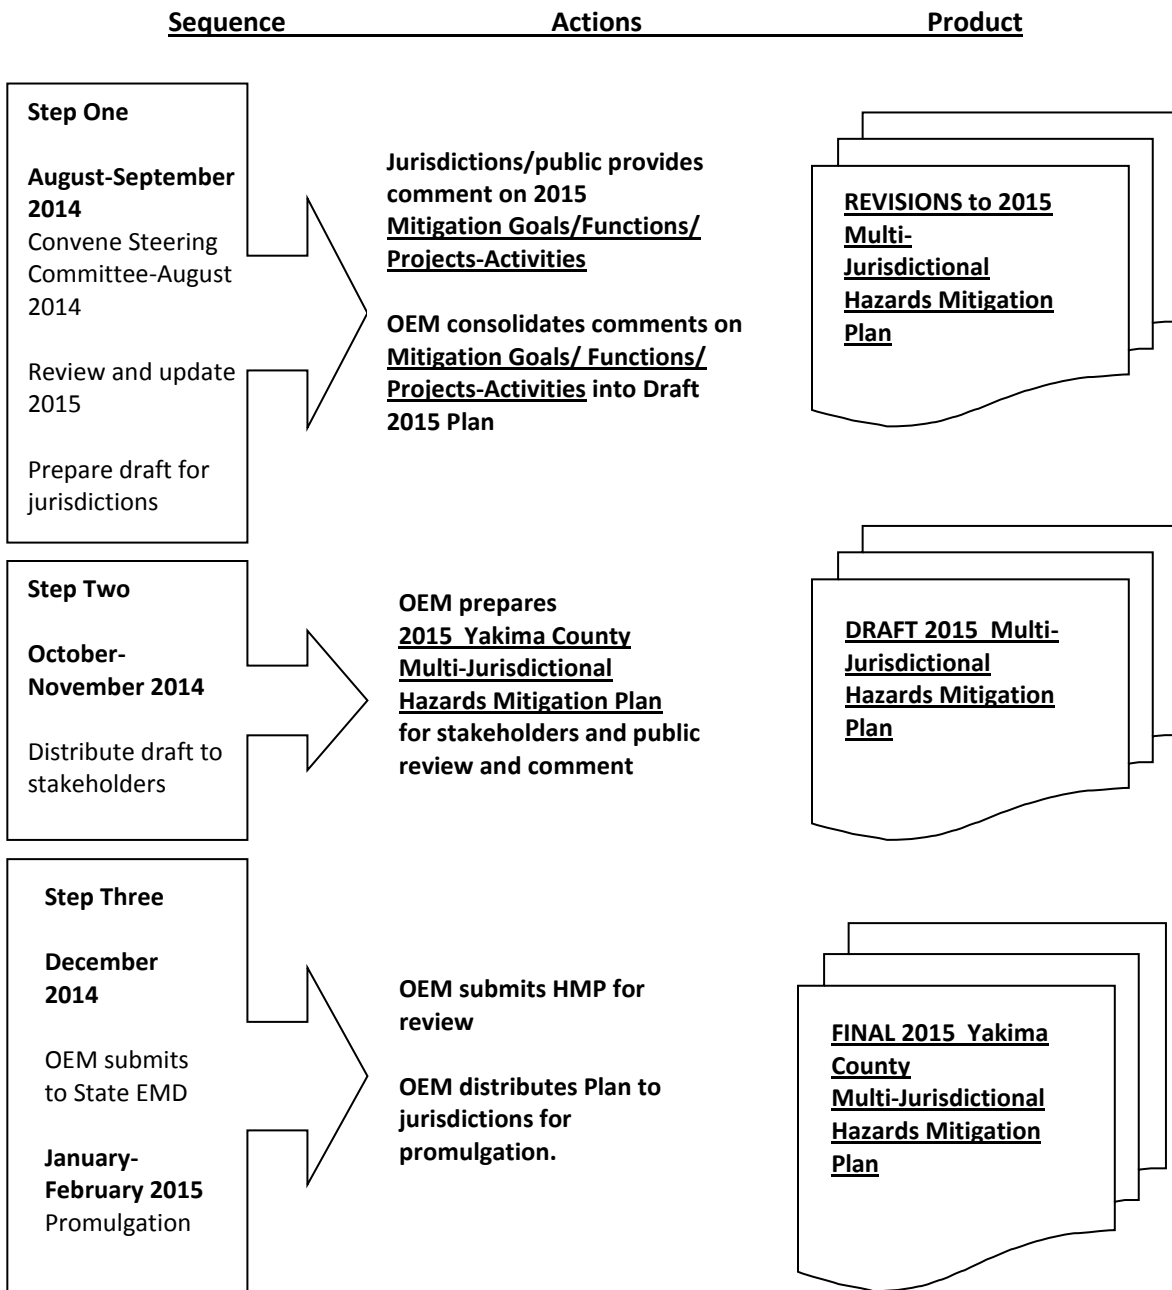 Sequence Actions Product
Step One
August-September
2014
Convene Steering
Committee-August
2014
Review and update
2015
Prepare draft for
jurisdictions
Jurisdictions/public provides
comment on 2015
Mitigation Goals/Functions/
Projects-Activities
OEM consolidates comments on
Mitigation Goals/ Functions/
Projects-Activities into Draft
2015 Plan
REVISIONS to 2015
Multi-
Jurisdictional
Hazards Mitigation
Plan
Step Two
October-
November 2014
Distribute draft to
stakeholders
OEM prepares
2015 Yakima County
Multi-Jurisdictional
Hazards Mitigation Plan
for stakeholders and public
review and comment
DRAFT 2015 Multi-
Jurisdictional
Hazards Mitigation
Plan
Step Three
December
2014
OEM submits
to State EMD
January-
February 2015
Promulgation
OEM submits HMP for
review
OEM distributes Plan to
jurisdictions for
promulgation.
FINAL 2015 Yakima
County
Multi-Jurisdictional
Hazards Mitigation
Plan